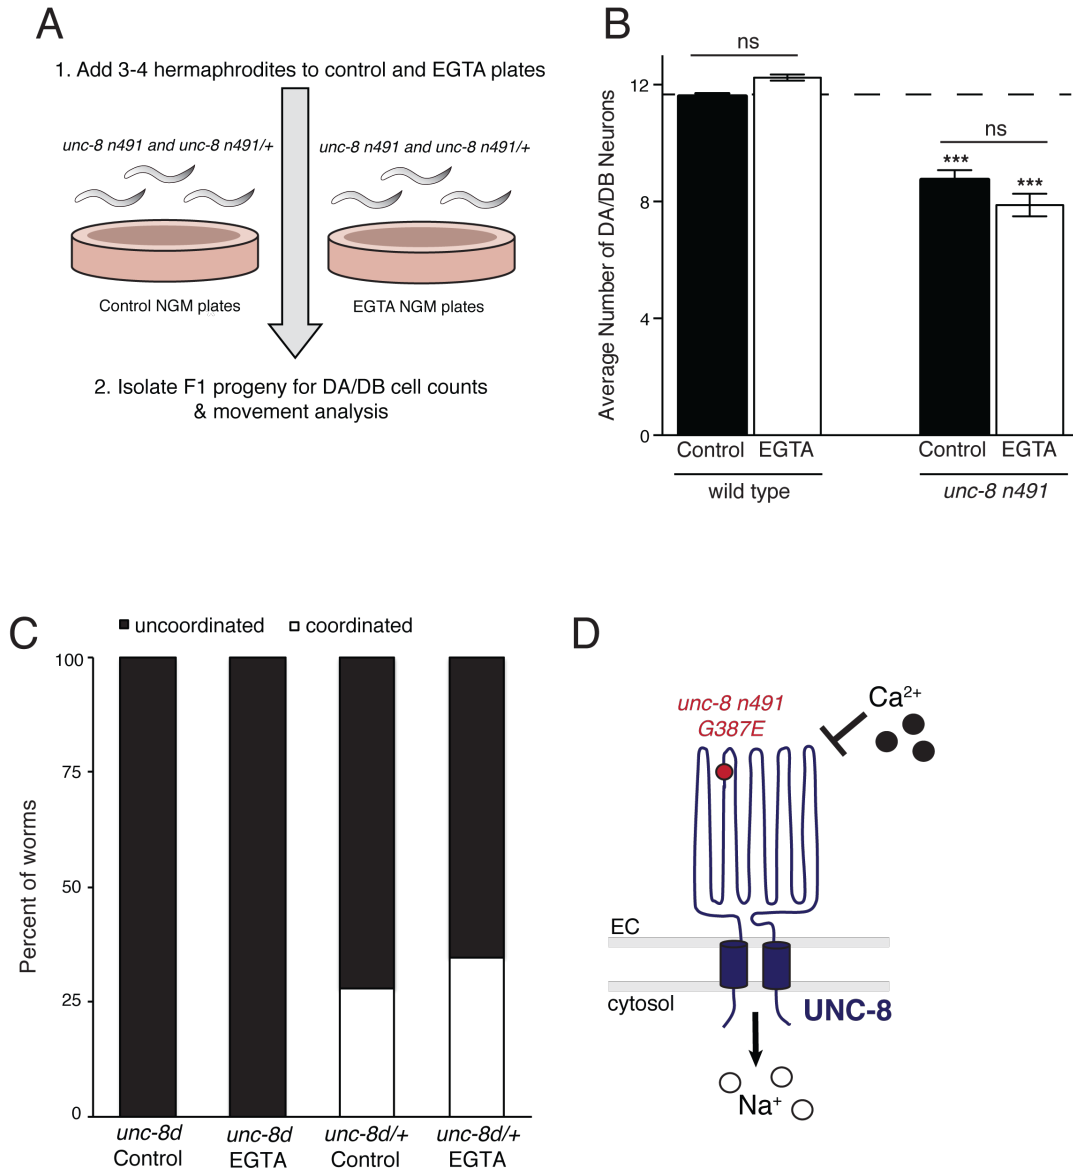 A
1. Add 3-4 hermaphrodites to control and EGTA plates
unc-8 n491 and unc-8 n491/+
unc-8 n491 and unc-8 n491/+
Control NGM plates
EGTA NGM plates
2. Isolate F1 progeny for DA/DB cell counts
& movement analysis
B
Average Number of DA/DB Neurons
12
8
4
0
ns
ns
***
***
Control
EGTA
Control
EGTA
wild type
unc-8 n491
C
uncoordinated
coordinated
Percent of worms
100
75
50
25
0
unc-8d
Control
unc-8d
EGTA
unc-8d/+
Control
unc-8d/+
EGTA
D
unc-8 n491
G387E
Ca2+
EC
cytosol
UNC-8
Na+